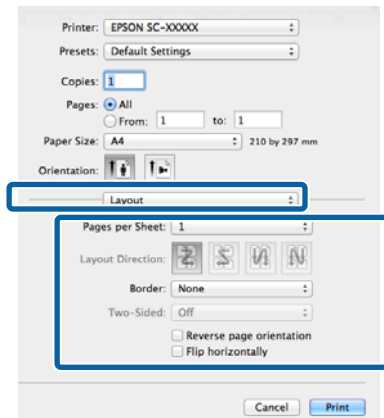 Printer: EPSON SC-XXXXX
Presets: Default Settings
Copies: 1
Pages: All
From: 1 to: 1
Paper Size: A4 210 by 297 mm
Orientation:
Layout
Pages per Sheet: 1
Layout Direction:
Border: None
Two-Sided: Off
Reverse page orientation
Flip horizontally
Cancel Print